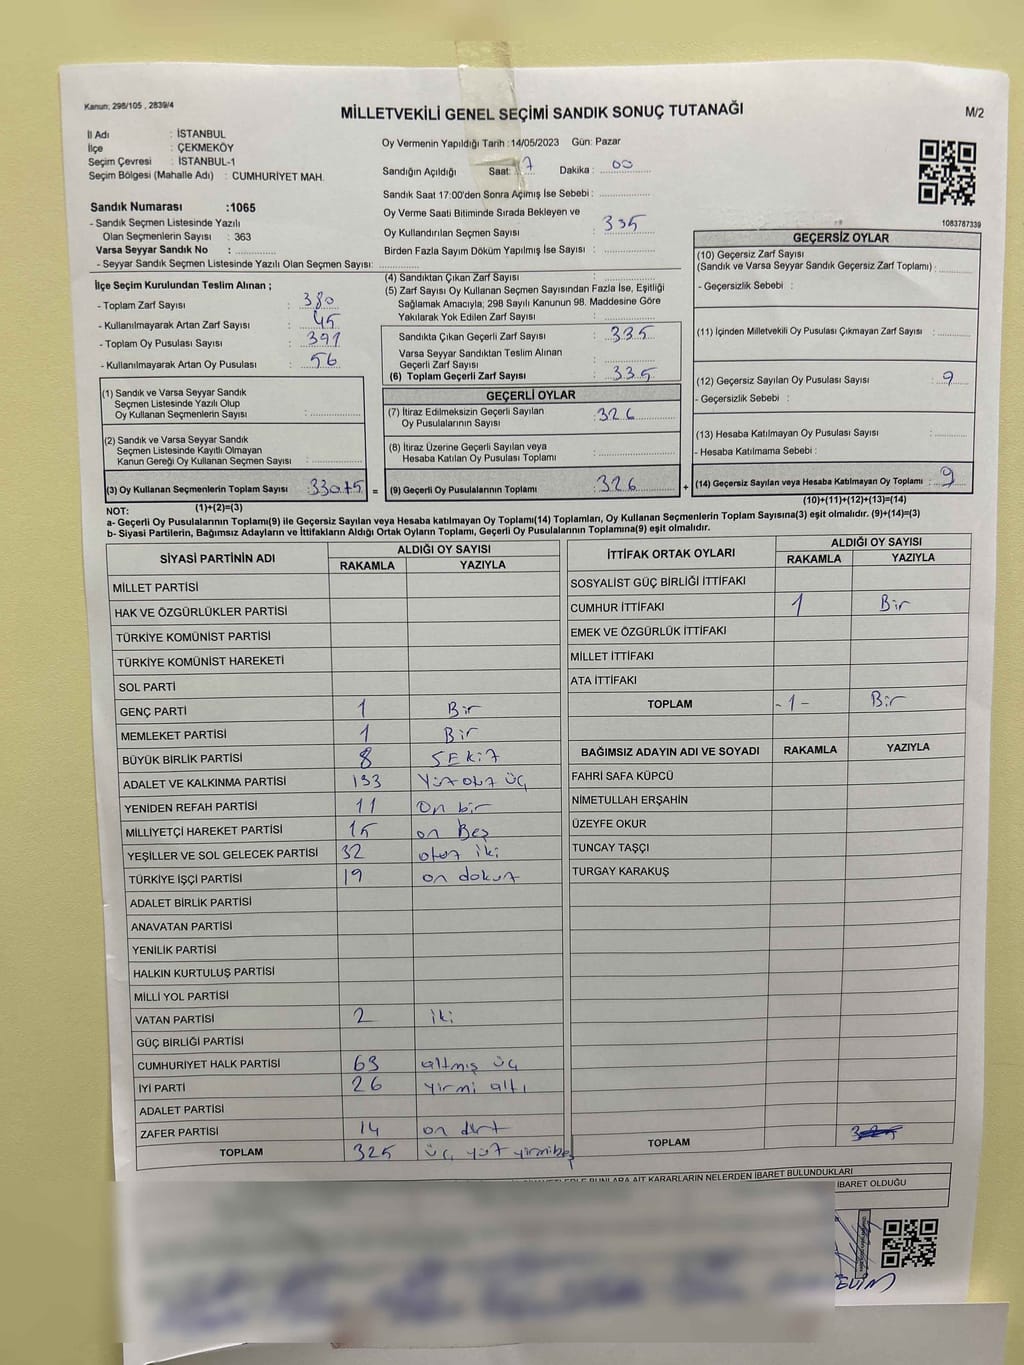 Kanun; 298/105 , 2839/4
MİLLETVEKİLİ GENEL SEÇİMİ SANDIK SONUÇ TUTANAĞI
M/2
İl Adı : İSTANBUL
İlçe : ÇEKMEKÖY
Seçim Çevresi : İSTANBUL-1
Seçim Bölgesi (Mahalle Adı) : CUMHURİYET MAH.
Sandık Numarası :1065
- Sandık Seçmen Listesinde Yazılı
Olan Seçmenlerin Sayısı : 363
Varsa Seyyar Sandık No :
- Seyyar Sandık Seçmen Listesinde Yazılı Olan Seçmen Sayısı:
Oy Vermenin Yapıldığı Tarih :14/05/2023 Gün: Pazar
Sandığın Açıldığı Saat: 7 Dakika : 00
Sandık Saat 17:00'den Sonra Açımış İse Sebebi :
Oy Verme Saati Bitiminde Sırada Bekleyen ve
Oy Kullandırılan Seçmen Sayısı : 335
Birden Fazla Sayım Döküm Yapılmış İse Sayısı :
1083787339
İlçe Seçim Kurulundan Teslim Alınan ;
- Toplam Zarf Sayısı : 380
- Kullanılmayarak Artan Zarf Sayısı : 45
- Toplam Oy Pusulası Sayısı : 391
- Kullanılmayarak Artan Oy Pusulası : 56
(4) Sandıktan Çıkan Zarf Sayısı :
(5) Zarf Sayısı Oy Kullanan Seçmen Sayısından Fazla İse, Eşitliği
Sağlamak Amacıyla; 298 Sayılı Kanunun 98. Maddesine Göre
Yakılarak Yok Edilen Zarf Sayısı :
Sandıkta Çıkan Geçerli Zarf Sayısı : 335
Varsa Seyyar Sandıktan Teslim Alınan
Geçerli Zarf Sayısı :
(6) Toplam Geçerli Zarf Sayısı : 335
GEÇERSİZ OYLAR
(10) Geçersiz Zarf Sayısı
(Sandık ve Varsa Seyyar Sandık Geçersiz Zarf Toplamı) :
- Geçersizlik Sebebi :
(11) İçinden Milletvekili Oy Pusulası Çıkmayan Zarf Sayısı :
(12) Geçersiz Sayılan Oy Pusulası Sayısı : 9
- Geçersizlik Sebebi :
(13) Hesaba Katılmayan Oy Pusulası Sayısı :
- Hesaba Katılmama Sebebi :
(14) Geçersiz Sayılan veya Hesaba Katılmayan Oy Toplamı : 9
(10)+(11)+(12)+(13)=(14)
(1) Sandık ve Varsa Seyyar Sandık
Seçmen Listesinde Yazılı Olup
Oy Kullanan Seçmenlerin Sayısı :
(2) Sandık ve Varsa Seyyar Sandık
Seçmen Listesinde Kayıtlı Olmayan
Kanun Gereği Oy Kullanan Seçmen Sayısı :
(3) Oy Kullanan Seçmenlerin Toplam Sayısı : 330+5 =
(1)+(2)=(3)
GEÇERLİ OYLAR
(7) İtiraz Edilmeksizin Geçerli Sayılan
Oy Pusulalarının Sayısı : 326
(8) İtiraz Üzerine Geçerli Sayılan veya
Hesaba Katılan Oy Pusulası Toplamı :
(9) Geçerli Oy Pusulalarının Toplamı : 326 +
NOT:
a- Geçerli Oy Pusulalarının Toplamı(9) ile Geçersiz Sayılan veya Hesaba katılmayan Oy Toplamı(14) Toplamları, Oy Kullanan Seçmenlerin Toplam Sayısına(3) eşit olmalıdır. (9)+(14)=(3)
b- Siyasi Partilerin, Bağımsız Adayların ve İttifakların Aldığı Ortak Oyların Toplamı, Geçerli Oy Pusulalarının Toplamına(9) eşit olmalıdır.
SİYASİ PARTİNİN ADI ALDIĞI OY SAYISI
RAKAMLA YAZIYLA
MİLLET PARTİSİ
HAK VE ÖZGÜRLÜKLER PARTİSİ
TÜRKİYE KOMÜNİST PARTİSİ
TÜRKİYE KOMÜNİST HAREKETİ
SOL PARTİ
GENÇ PARTİ 1 Bir
MEMLEKET PARTİSİ 1 Bir
BÜYÜK BİRLİK PARTİSİ 8 SEKiz
ADALET VE KALKINMA PARTİSİ 133 Yüz otuz üç
YENİDEN REFAH PARTİSİ 11 On bir
MİLLİYETÇİ HAREKET PARTİSİ 15 on Beş
YEŞİLLER VE SOL GELECEK PARTİSİ 32 otuz iki
TÜRKİYE İŞÇİ PARTİSİ 19 on dokuz
ADALET BİRLİK PARTİSİ
ANAVATAN PARTİSİ
YENİLİK PARTİSİ
HALKIN KURTULUŞ PARTİSİ
MİLLİ YOL PARTİSİ
VATAN PARTİSİ 2 iki
GÜÇ BİRLİĞİ PARTİSİ
CUMHURİYET HALK PARTİSİ 63 altmış üç
İYİ PARTİ 26 yirmi altı
ADALET PARTİSİ
ZAFER PARTİSİ 14 on dört
TOPLAM 325 üç yüz yirmibeş
İTTİFAK ORTAK OYLARI ALDIĞI OY SAYISI
RAKAMLA YAZIYLA
SOSYALİST GÜÇ BİRLİĞİ İTTİFAKI
CUMHUR İTTİFAKI 1 Bir
EMEK VE ÖZGÜRLÜK İTTİFAKI
MİLLET İTTİFAKI
ATA İTTİFAKI
TOPLAM -1- Bir
BAĞIMSIZ ADAYIN ADI VE SOYADI RAKAMLA YAZIYLA
FAHRİ SAFA KÜPCÜ
NİMETULLAH ERŞAHİN
ÜZEYFE OKUR
TUNCAY TAŞÇI
TURGAY KARAKUŞ
TOPLAM
BUNLARA AİT KARARLARIN NELERDEN İBARET BULUNDUKLARI
İBARET OLDUĞU